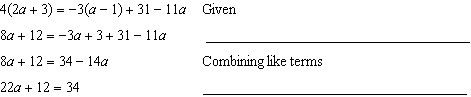 4(2a + 3) = −3(a − 1) + 31 − 11a Given
8a + 12 = −3a + 3 + 31 − 11a
8a + 12 = 34 − 14a Combining like terms
22a + 12 = 34